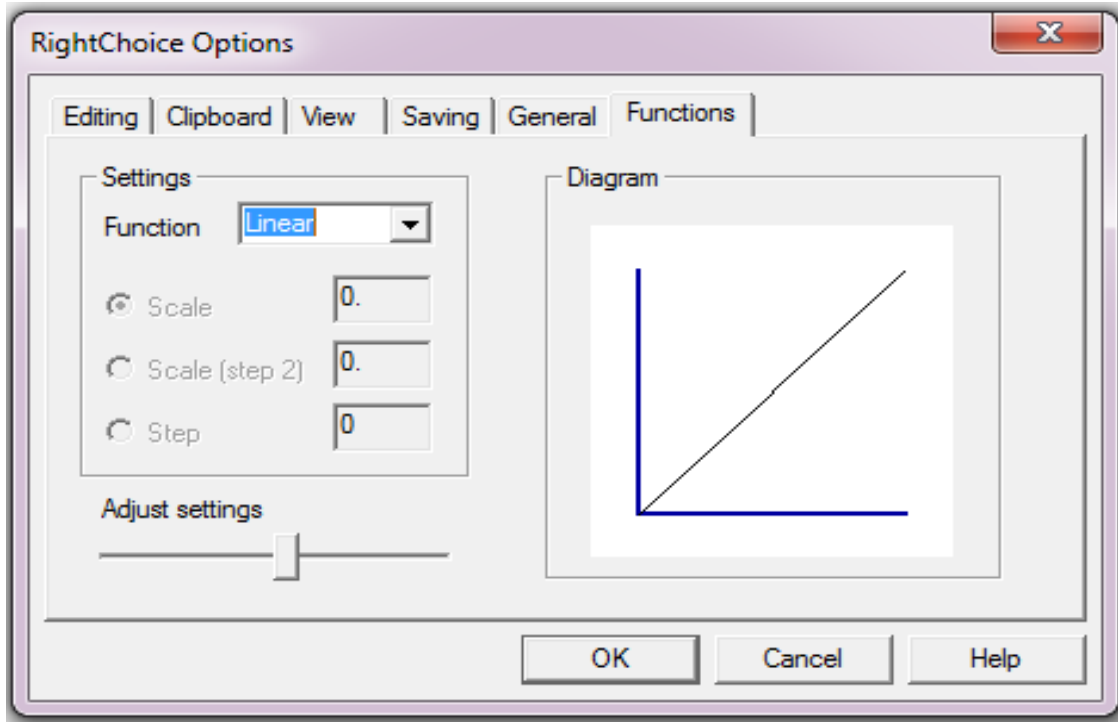 RightChoice Options
Editing Clipboard View Saving General Functions
Settings
Function Linear
Scale 0.
Scale (step 2) 0.
Step 0
Adjust settings
Diagram
OK Cancel Help